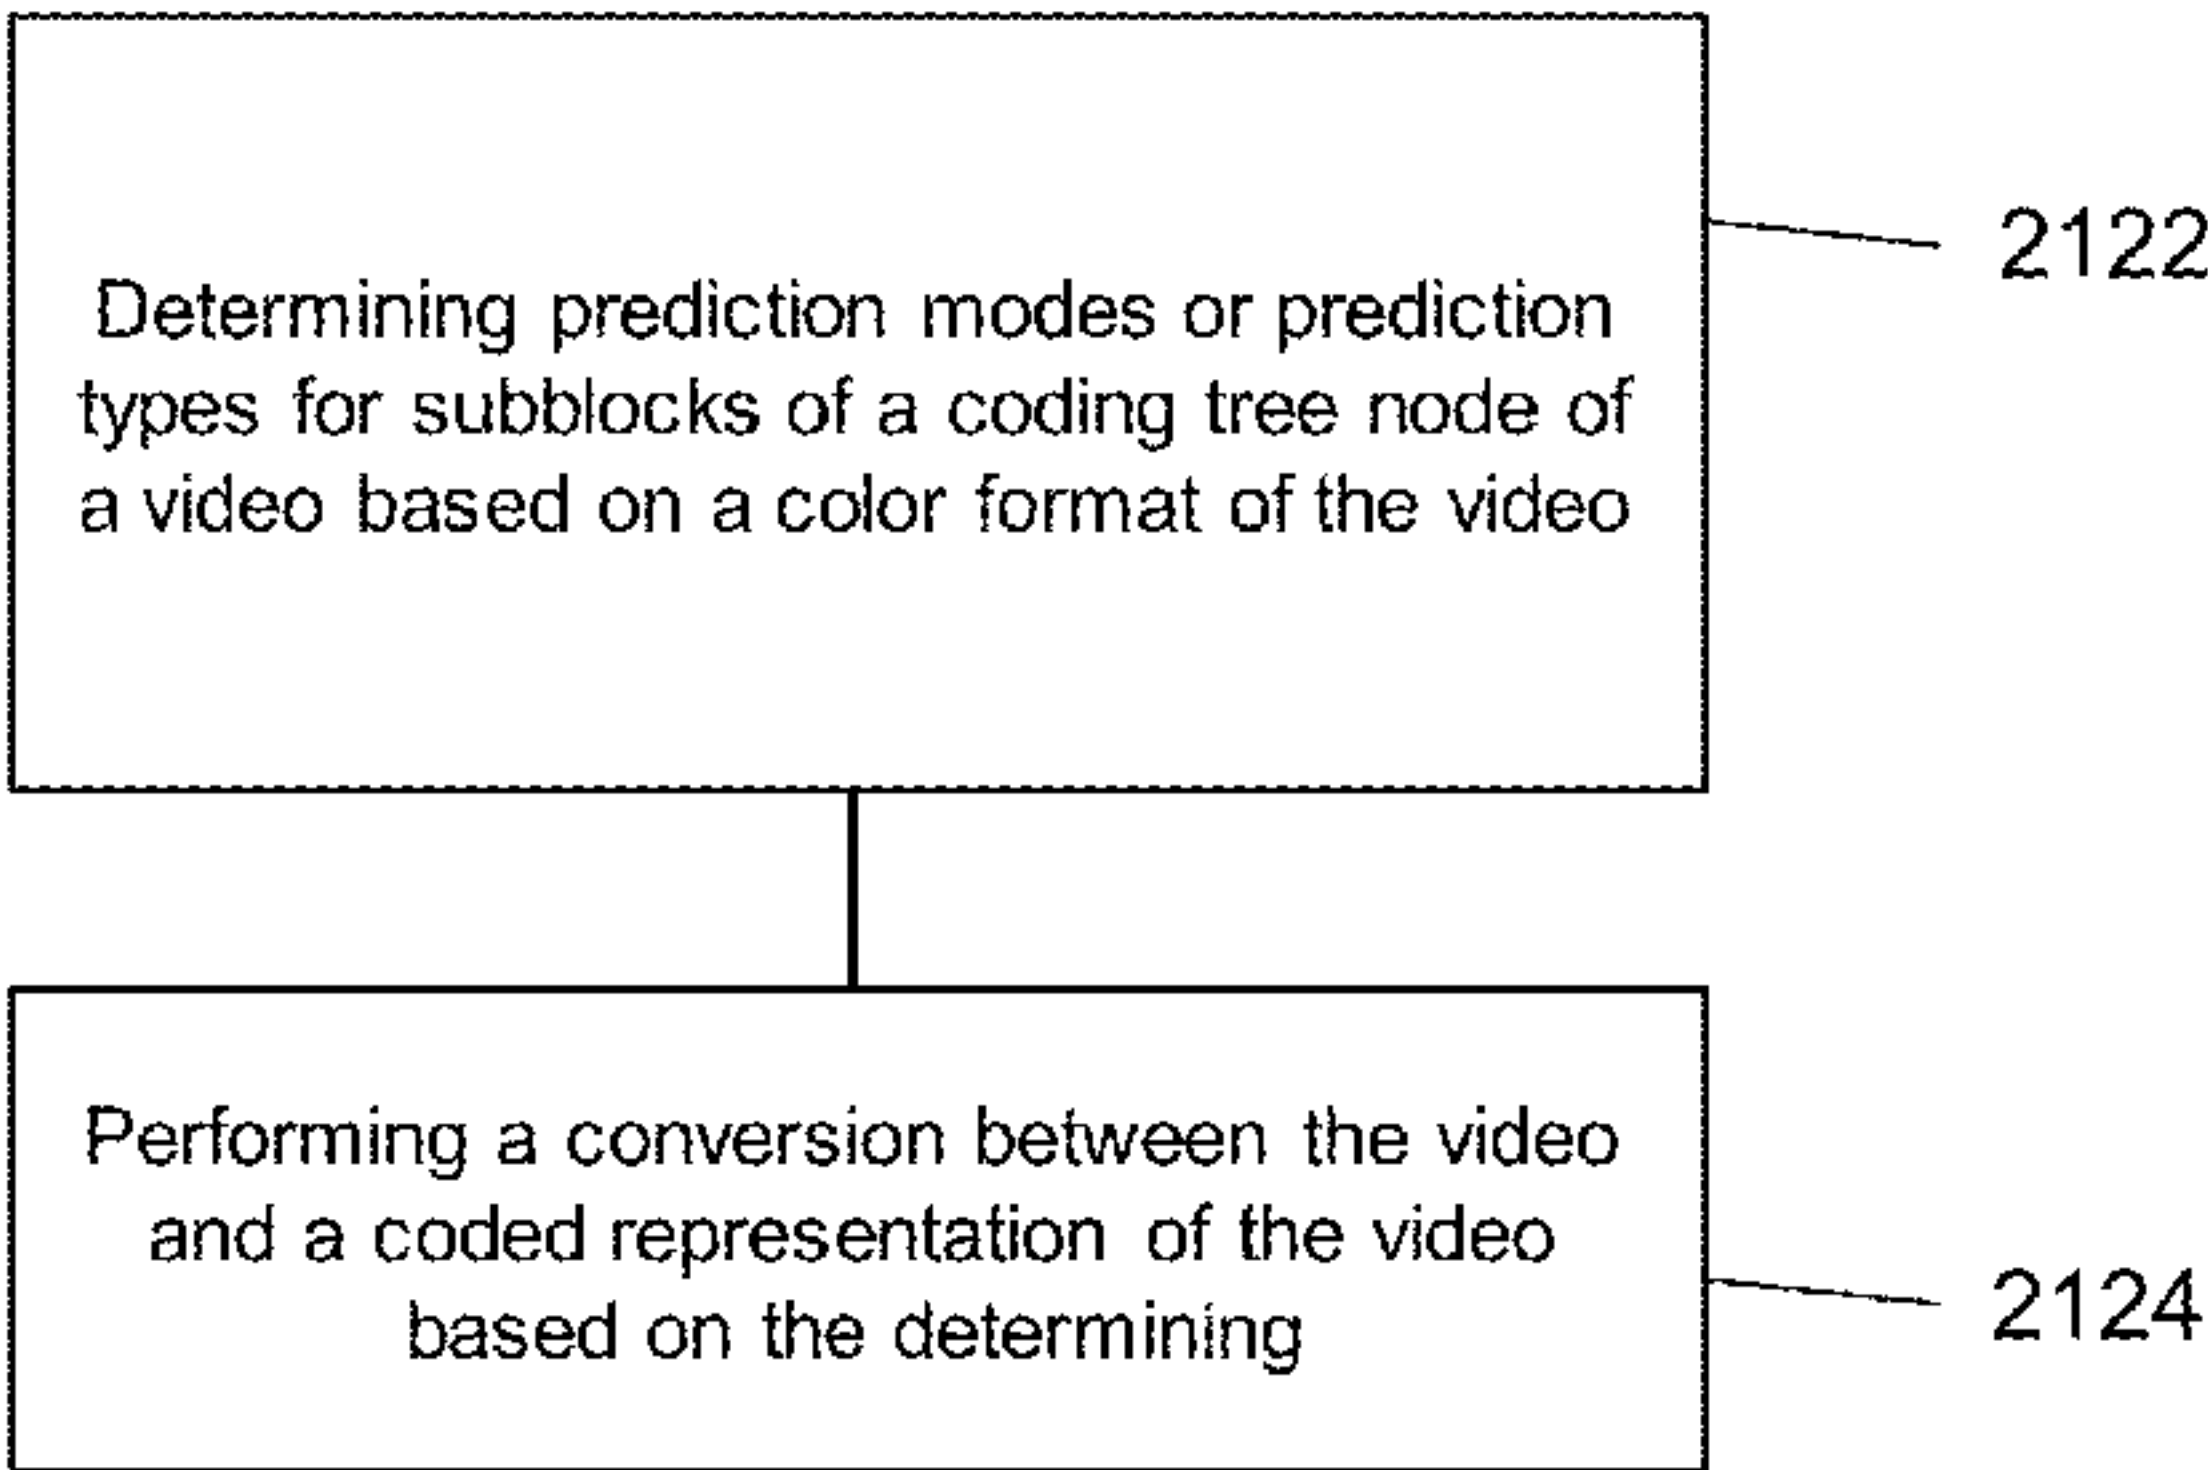 Determining prediction modes or prediction
types for subblocks of a coding tree node of
a video based on a color format of the video
2122
Performing a conversion between the video
and a coded representation of the video
based on the determining
2124